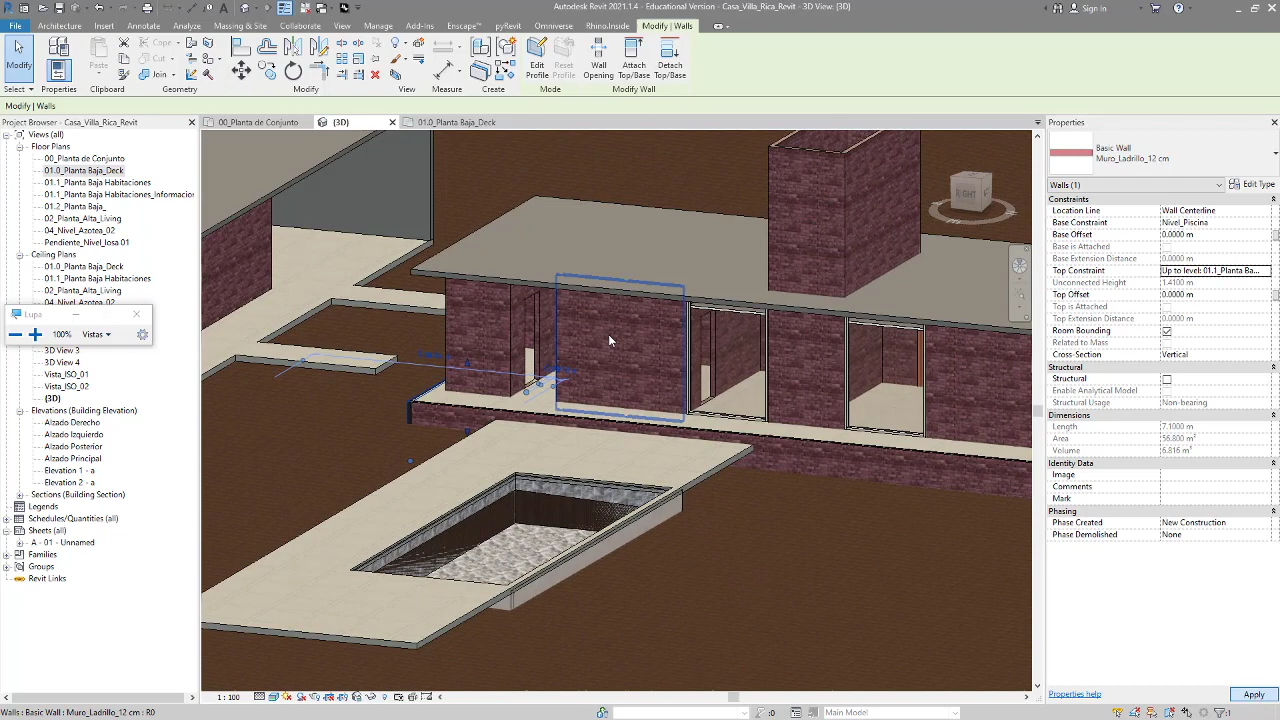 Autodesk Revit 2021.1.4 - Educational Version - Casa_Villa_Rica_Revit - 3D View: {3D}
Sign In
File Architecture Insert Annotate Analyze Massing & Site Collaborate View Manage Add-Ins Enscape™ pyRevit Omniverse Rhino.Inside Modify | Walls
Modify
Paste
Cope
Cut
Join
Edit Profile
Reset Profile
Wall Opening
Attach Top/Base
Detach Top/Base
Select Properties Clipboard Geometry Modify View Measure Create Mode Modify Wall
Modify | Walls
Project Browser - Casa_Villa_Rica_Revit
00_Planta de Conjunto
{3D}
01.0_Planta Baja_Deck
Views (all)
Floor Plans
00_Planta de Conjunto
01.0_Planta Baja_Deck
01.1_Planta Baja Habitaciones
01.1_Planta Baja Habitaciones_Informacion
01.2_Planta Baja_
02_Planta_Alta_Living
04_Nivel_Azotea_02
Pendiente_Nivel_losa 01
Ceiling Plans
01.0_Planta Baja_Deck
01.1_Planta Baja Habitaciones
02_Planta_Alta_Living
04_Nivel_Azotea_02
Lupa
100% Vistas
3D View 3
3D View 4
Vista_ISO_01
Vista_ISO_02
{3D}
Elevations (Building Elevation)
Alzado Derecho
Alzado Izquierdo
Alzado Posterior
Alzado Principal
Elevation 1 - a
Elevation 2 - a
Sections (Building Section)
Legends
Schedules/Quantities (all)
Sheets (all)
A - 01 - Unnamed
Families
Groups
Revit Links
RIGHT
Properties
Basic Wall
Muro_Ladrillo_12 cm
Walls (1) Edit Type
Constraints
Location Line Wall Centerline
Base Constraint Nivel_Piscina
Base Offset 0.0000 m
Base is Attached
Base Extension Distance 0.0000 m
Top Constraint Up to level: 01.1_Planta Ba...
Unconnected Height 1.4100 m
Top Offset 0.0000 m
Top is Attached
Top Extension Distance 0.0000 m
Room Bounding
Related to Mass
Cross-Section Vertical
Structural
Structural
Enable Analytical Model
Structural Usage Non-bearing
Dimensions
Length 7.1000 m
Area 56.800 m²
Volume 6.816 m³
Identity Data
Image
Comments
Mark
Phasing
Phase Created New Construction
Phase Demolished None
Properties help Apply
1 : 100
Walls : Basic Wall : Muro_Ladrillo_12 cm : R0
:0
Main Model
:1